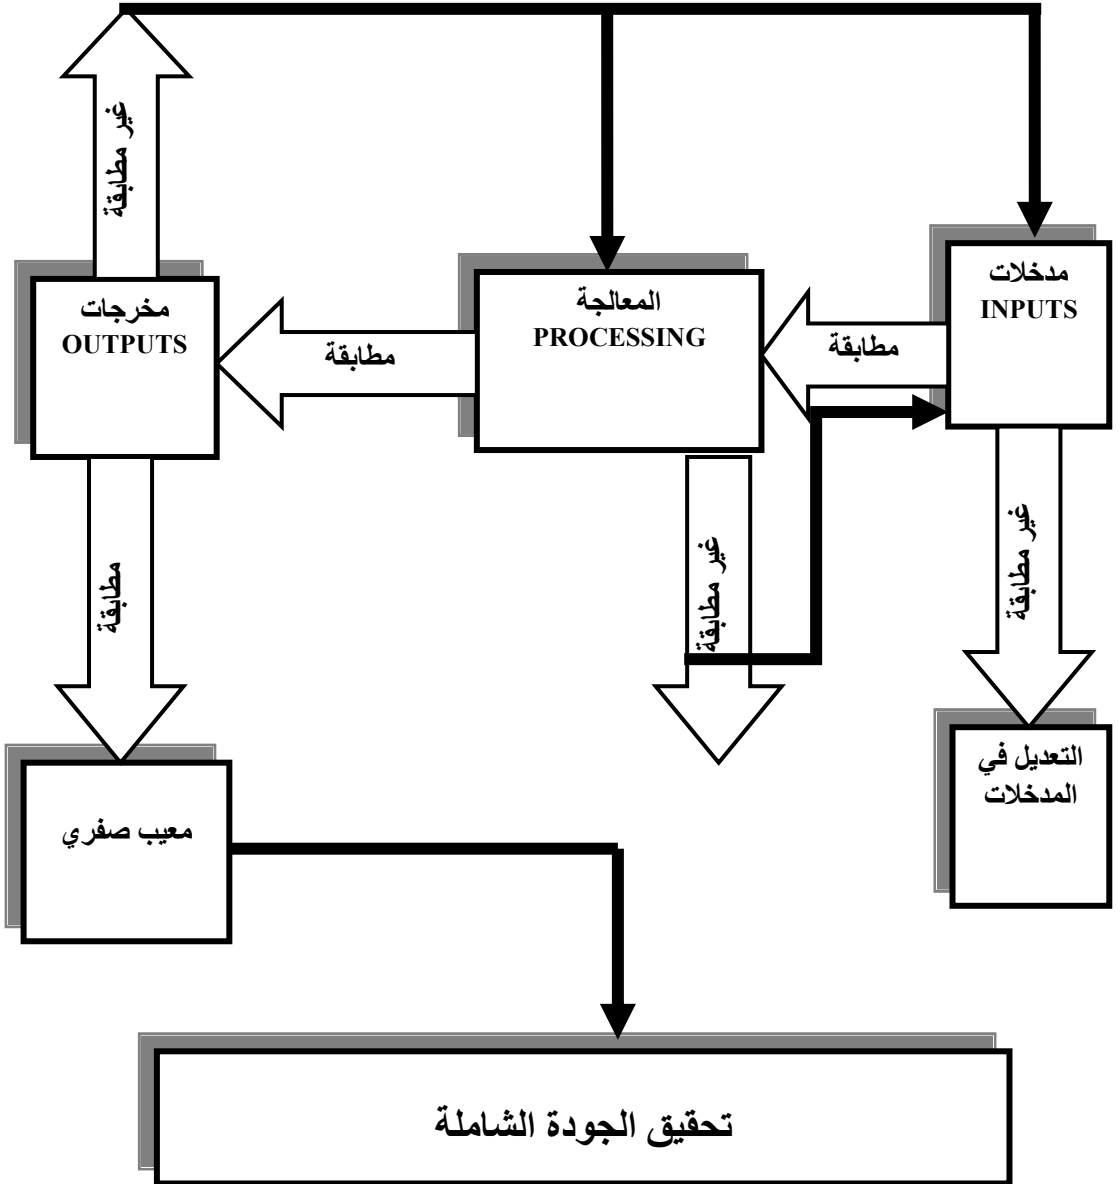 غير مطابقة
مدخلات
INPUTS
المعالجة
PROCESSING
مخرجات
OUTPUTS
مطابقة
مطابقة
غير مطابقة
غير مطابقة
مطابقة
التعديل في
المدخلات
معيب صفري
تحقيق الجودة الشاملة